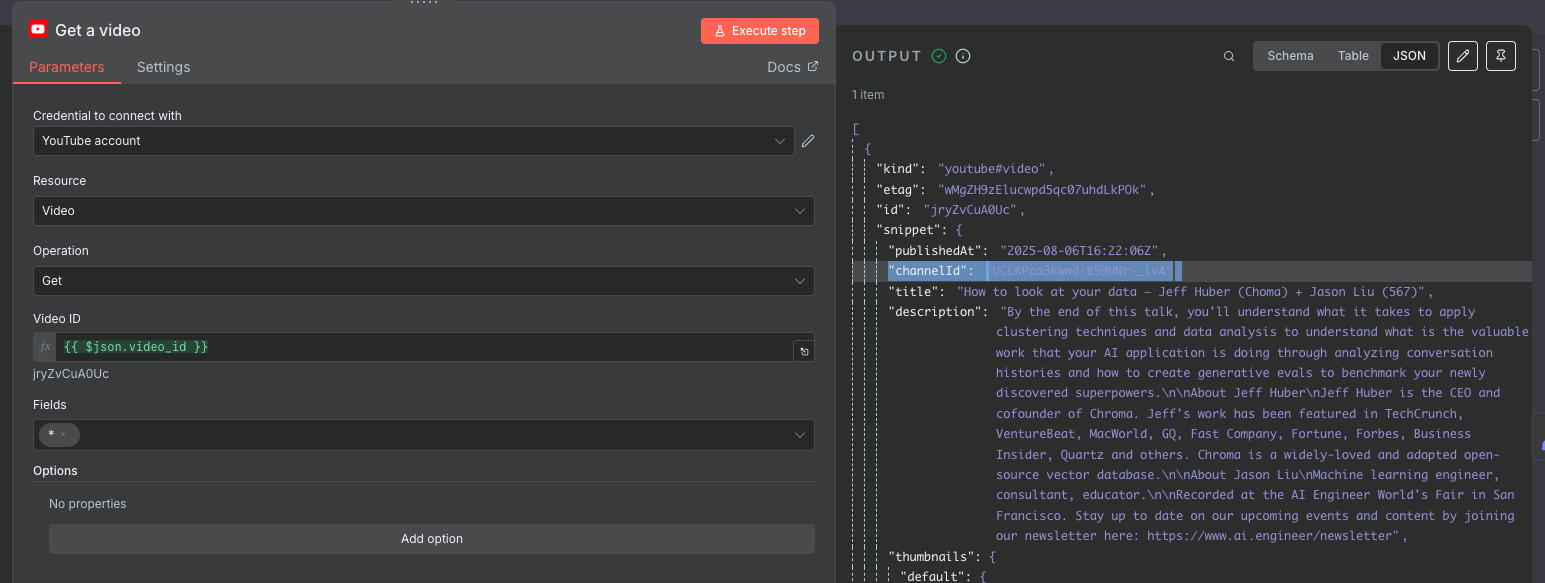 Get a video
Execute step
Parameters
Settings
Docs
Credential to connect with
YouTube account
Resource
Video
Operation
Get
Video ID
fx
{{ $json.video_id }}
jryZvCuA0Uc
Fields
* ×
Options
No properties
Add option
OUTPUT
Schema
Table
JSON
1 item
[
{
"kind": "youtube#video",
"etag": "wMgZH9zElucwpd5qc07uhdLkPOk",
"id": "jryZvCuA0Uc",
"snippet": {
"publishedAt": "2025-08-06T16:22:06Z",
"channelId": "UCLKPca3kwwd-B59HNr-_lvA",
"title": "How to look at your data — Jeff Huber (Choma) + Jason Liu (567)",
"description": "By the end of this talk, you'll understand what it takes to apply
clustering techniques and data analysis to understand what is the valuable
work that your AI application is doing through analyzing conversation
histories and how to create generative evals to benchmark your newly
discovered superpowers.\n\nAbout Jeff Huber\nJeff Huber is the CEO and
cofounder of Chroma. Jeff's work has been featured in TechCrunch,
VentureBeat, MacWorld, GQ, Fast Company, Fortune, Forbes, Business
Insider, Quartz and others. Chroma is a widely-loved and adopted open-
source vector database.\n\nAbout Jason Liu\nMachine learning engineer,
consultant, educator.\n\nRecorded at the AI Engineer World's Fair in San
Francisco. Stay up to date on our upcoming events and content by joining
our newsletter here: https://www.ai.engineer/newsletter",
"thumbnails": {
"default": {